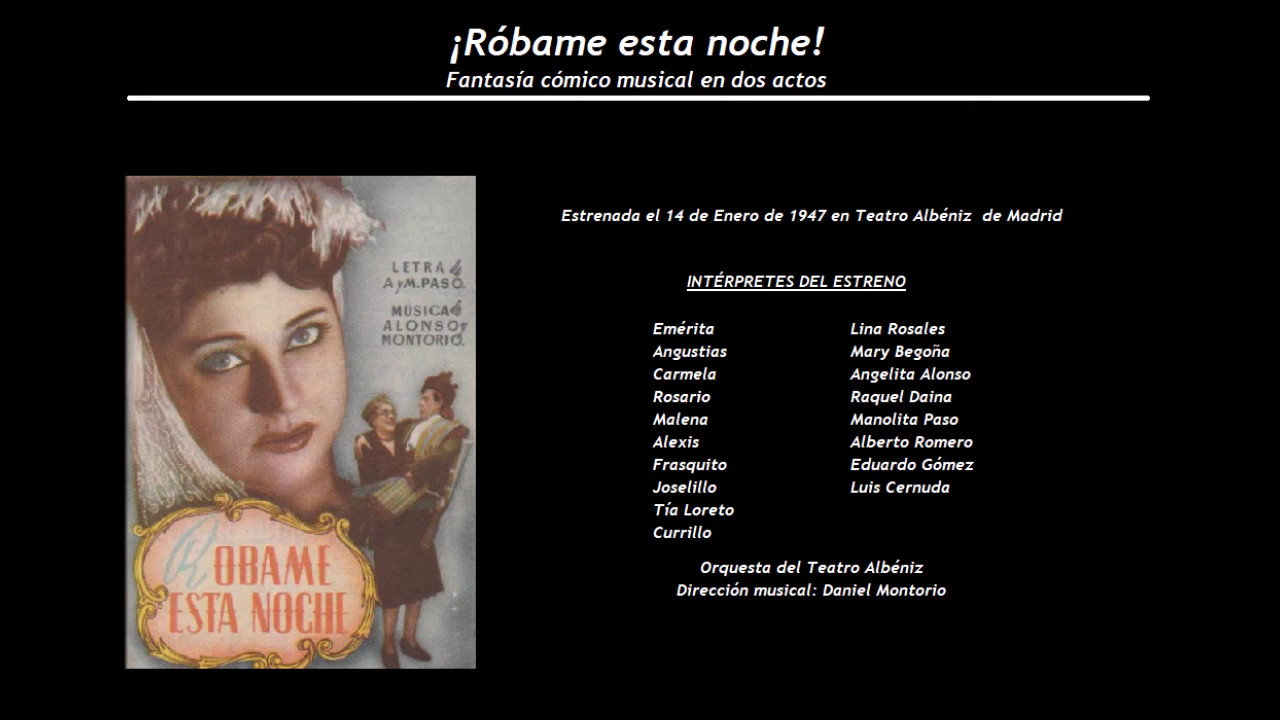 ¡Róbame esta noche!
Fantasía cómico musical en dos actos
LETRA de
A y M. PASO.
MÚSICA de
ALONSO y
MONTORIO.
ROBAME
ESTA NOCHE
Estrenada el 14 de Enero de 1947 en Teatro Albéniz de Madrid
INTÉRPRETES DEL ESTRENO
Emérita Lina Rosales
Angustias Mary Begoña
Carmela Angelita Alonso
Rosario Raquel Daina
Malena Manolita Paso
Alexis Alberto Romero
Frasquito Eduardo Gómez
Joselillo Luis Cernuda
Tía Loreto
Currillo
Orquesta del Teatro Albéniz
Dirección musical: Daniel Montorio